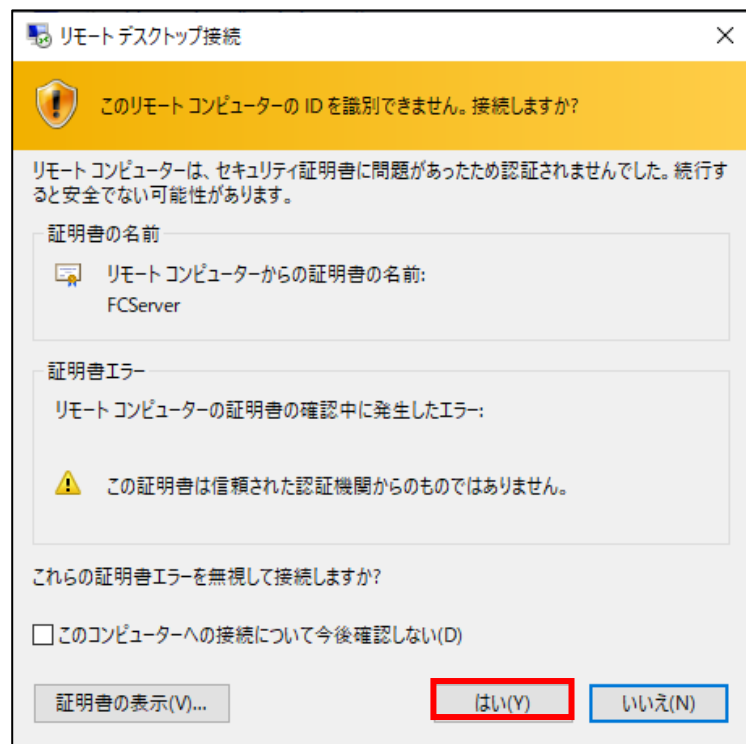 リモート デスクトップ接続
このリモート コンピューターの ID を識別できません。接続しますか?
リモート コンピューターは、セキュリティ証明書に問題があったため認証されませんでした。続行す
ると安全でない可能性があります。
証明書の名前
リモート コンピューターからの証明書の名前:
FCServer
証明書エラー
リモート コンピューターの証明書の確認中に発生したエラー:
この証明書は信頼された認証機関からのものではありません。
これらの証明書エラーを無視して接続しますか?
このコンピューターへの接続について今後確認しない(D)
証明書の表示(V)...
はい(Y)
いいえ(N)